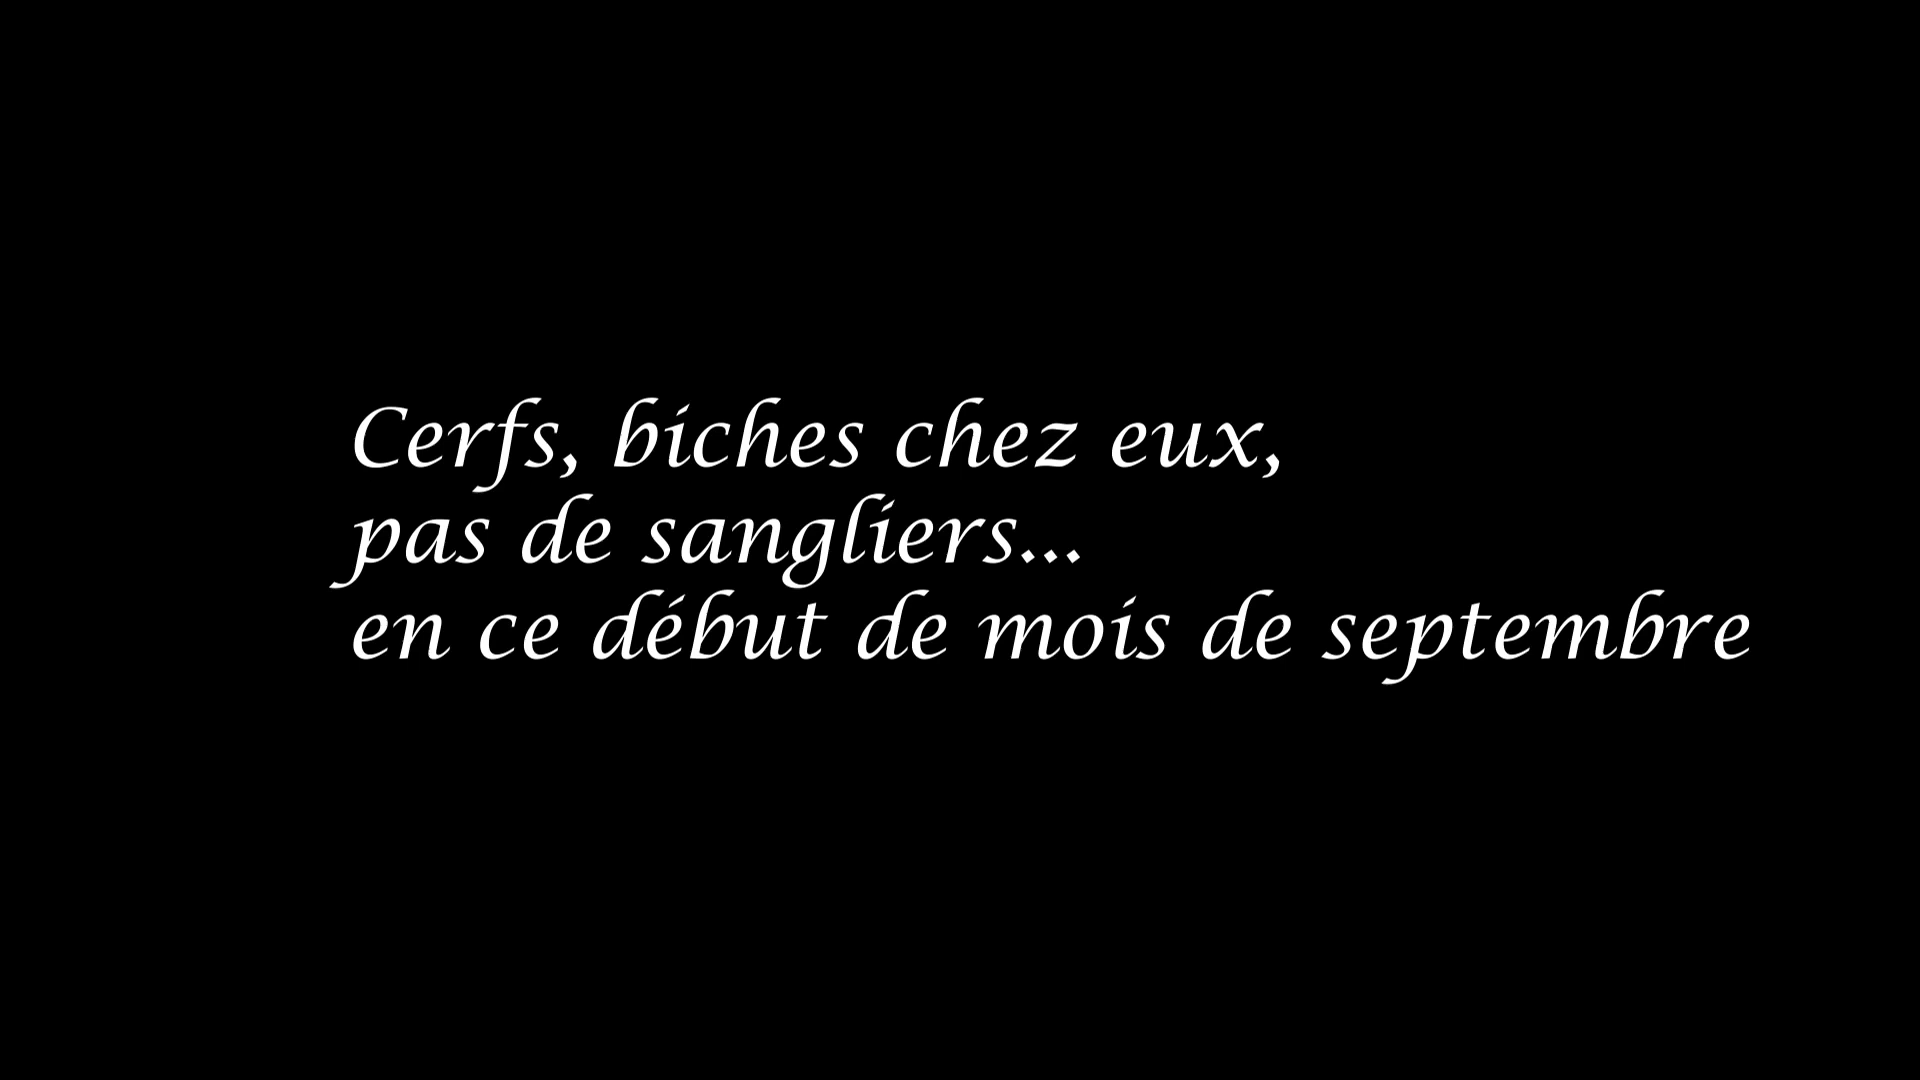 Cerfs, biches chez eux,
pas de sangliers...
en ce début de mois de septembre